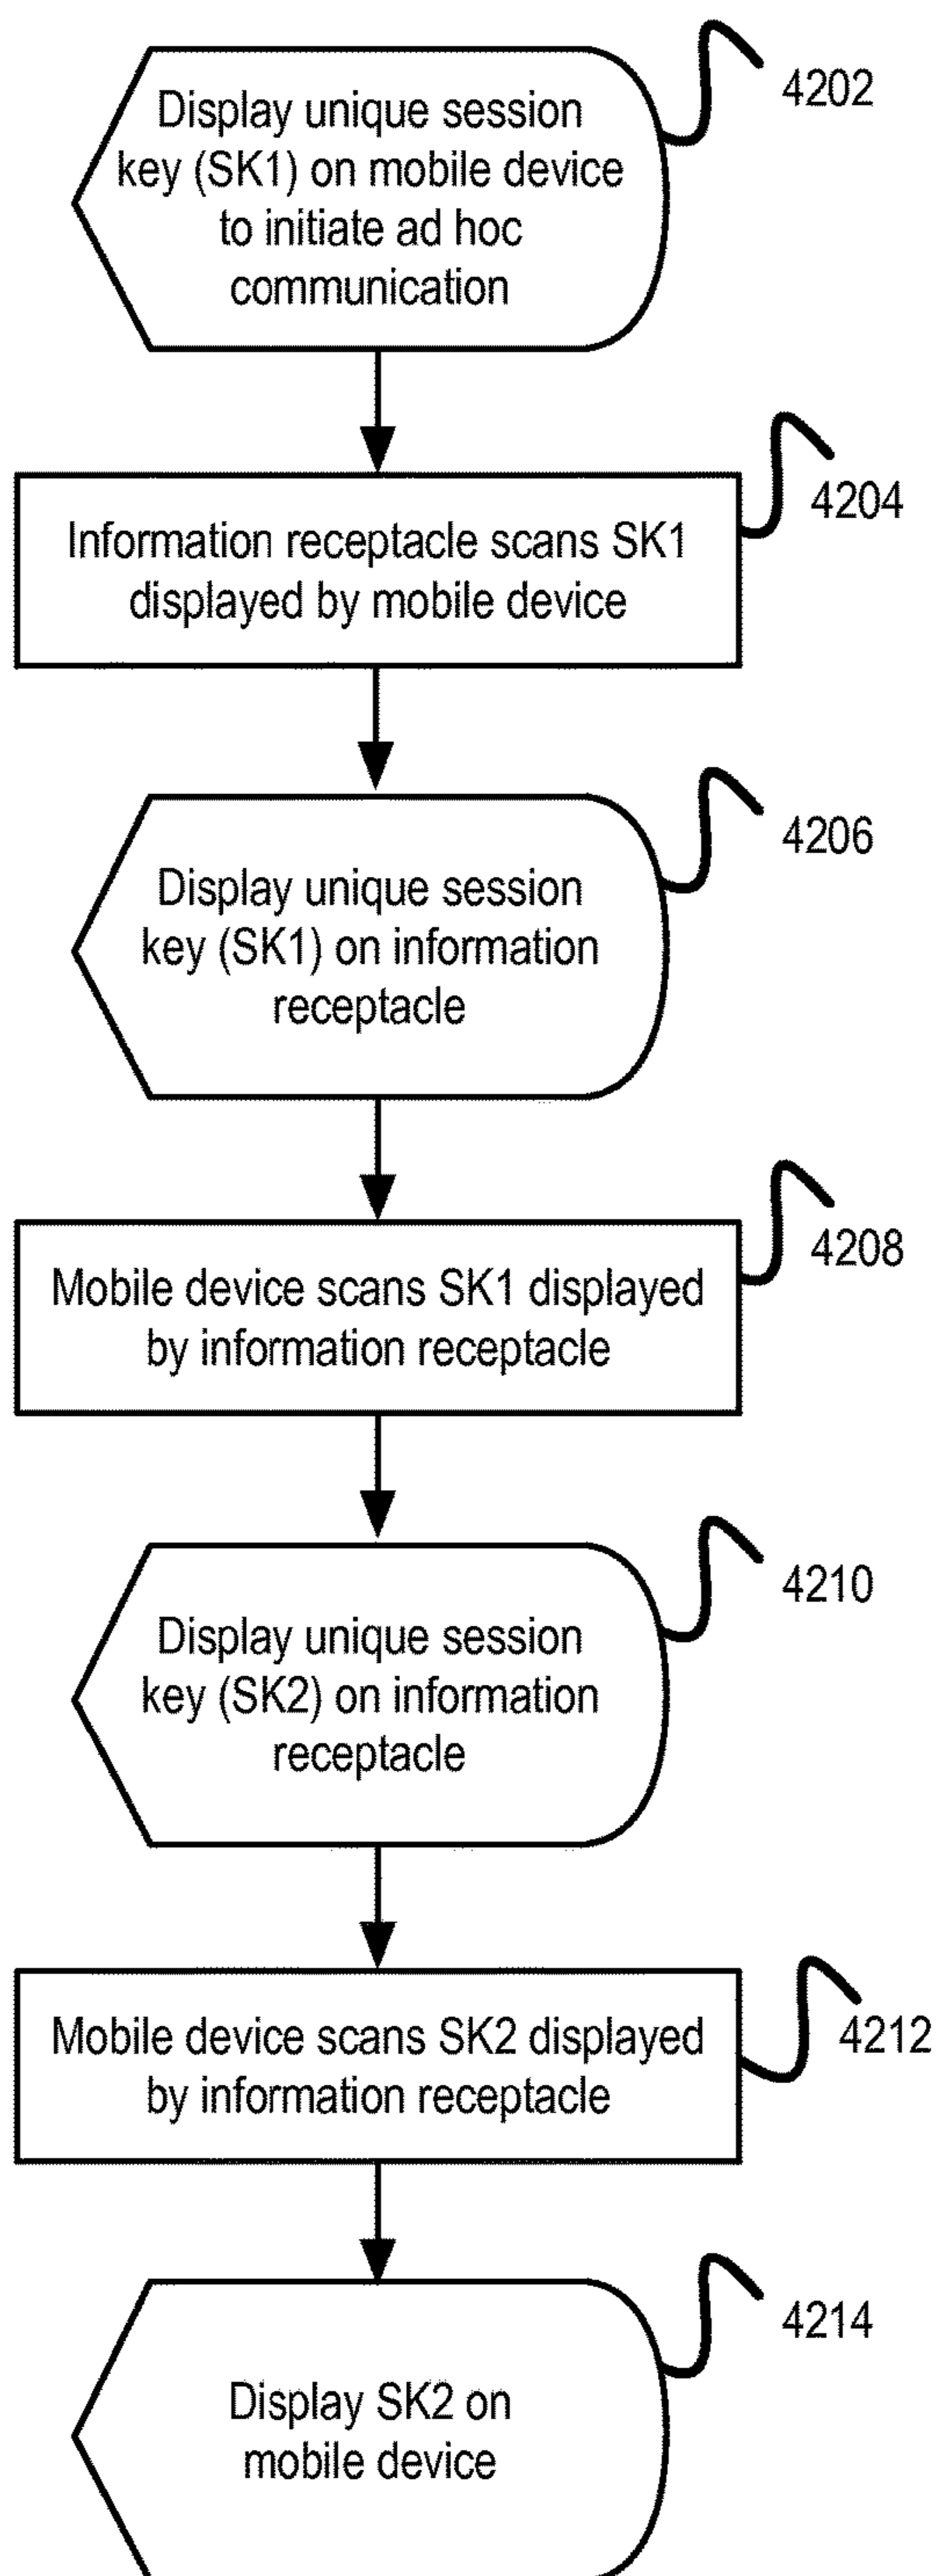 Display unique session
key (SK1) on mobile device
to initiate ad hoc
communication
4202
Information receptacle scans SK1
displayed by mobile device
4204
Display unique session
key (SK1) on information
receptacle
4206
Mobile device scans SK1 displayed
by information receptacle
4208
Display unique session
key (SK2) on information
receptacle
4210
Mobile device scans SK2 displayed
by information receptacle
4212
Display SK2 on
mobile device
4214